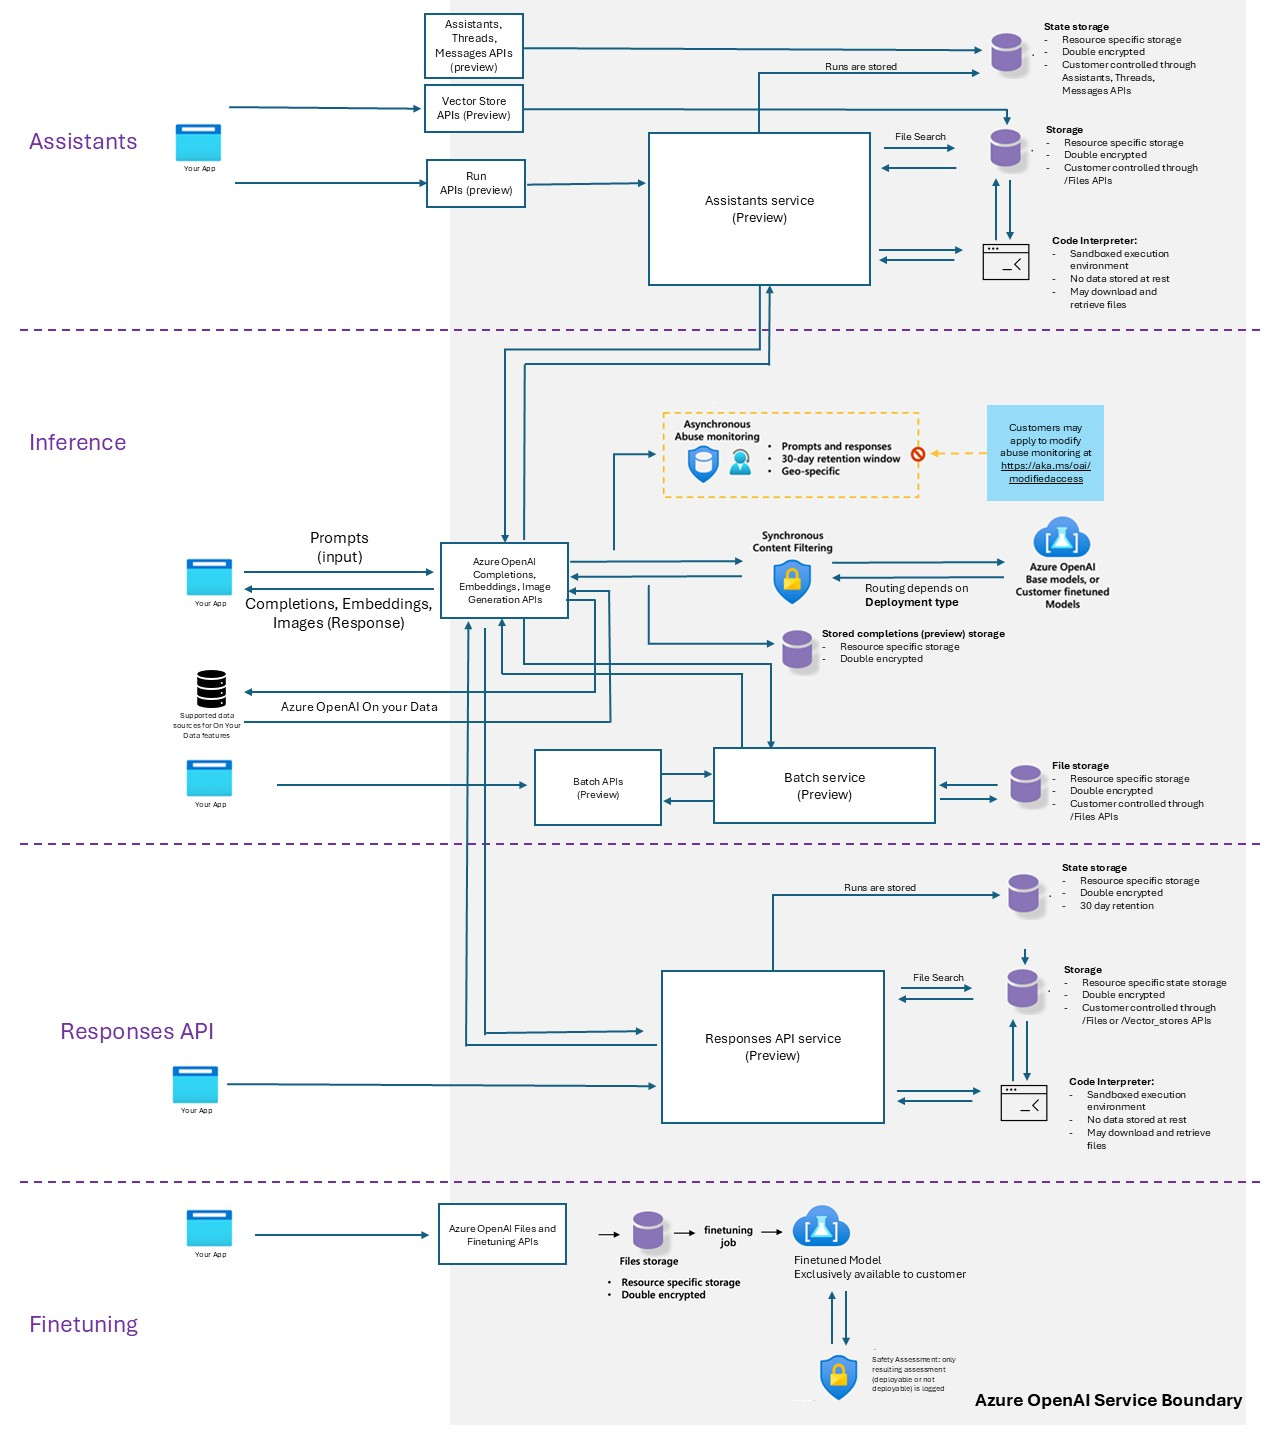 Assistants,
Threads,
Messages APIs
(preview)
State storage
- Resource specific storage
- Double encrypted
- Customer controlled through
Assistants, Threads,
Messages APIs
Runs are stored
Vector Store
APIs (Preview)
Assistants
Your App
File Search
Storage
- Resource specific storage
- Double encrypted
- Customer controlled through
/Files APIs
Run
APIs (preview)
Assistants service
(Preview)
Code Interpreter:
- Sandboxed execution
environment
- No data stored at rest
- May download and
retrieve files
Inference
Asynchronous
Abuse monitoring
• Prompts and responses
• 30-day retention window
• Geo-specific
Customers may
apply to modify
abuse monitoring at
https://aka.ms/oai/
modifiedaccess
Prompts
(input)
Your App
Completions, Embeddings,
Images (Response)
Azure OpenAI
Completions,
Embeddings, Image
Generation APIs
Synchronous
Content Filtering
Routing depends on
Deployment type
Azure OpenAI
Base models, or
Customer finetuned
Models
Stored completions (preview) storage
- Resource specific storage
- Double encrypted
Azure OpenAI On your Data
Supported data
sources for On Your
Data features
Your App
Batch APIs
(Preview)
Batch service
(Preview)
File storage
- Resource specific storage
- Double encrypted
- Customer controlled through
/Files APIs
Runs are stored
State storage
- Resource specific storage
- Double encrypted
- 30 day retention
File Search
Storage
- Resource specific state storage
- Double encrypted
- Customer controlled through
/Files or /Vector_stores APIs
Responses API
Your App
Responses API service
(Preview)
Code Interpreter:
- Sandboxed execution
environment
- No data stored at rest
- May download and retrieve
files
Your App
Azure OpenAI Files and
Finetuning APIs
Files storage
• Resource specific storage
• Double encrypted
finetuning
job
Finetuned Model
Exclusively available to customer
Finetuning
Safety Assessment: only
resulting assessment
(deployable or not
deployable) is logged
Azure OpenAI Service Boundary